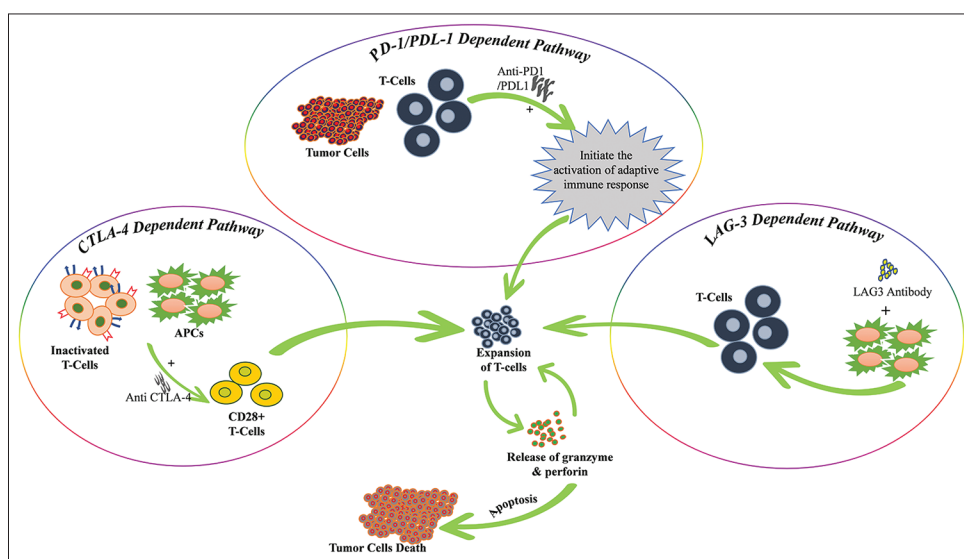 PD-1/PDL-1 Dependent Pathway
T-Cells
Anti-PD1
/PDL1
+
Tumor Cells
Initiate the
activation of adaptive
immune response
CTLA-4 Dependent Pathway
Inactivated
T-Cells
APCs
+
Anti CTLA-4
CD28+
T-Cells
LAG-3 Dependent Pathway
T-Cells
LAG3 Antibody
+
Expansion
of T-cells
Release of granzyme
& perforin
Apoptosis
Tumor Cells Death